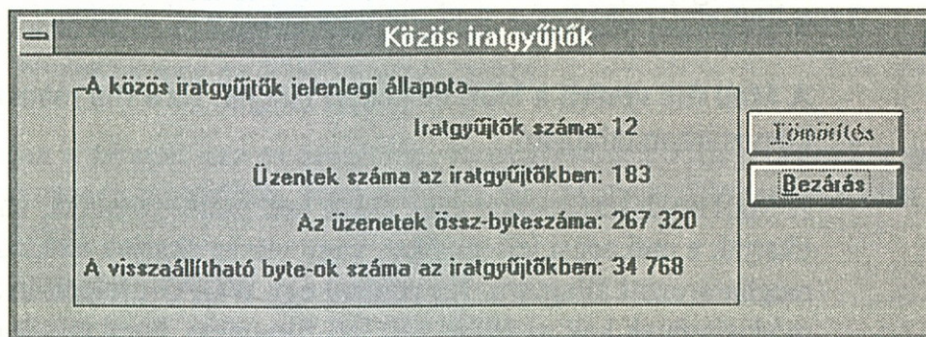 Közös iratgyűjtők
A közös iratgyűjtők jelenlegi állapota
Iratgyűjtők száma: 12
Üzentek száma az iratgyűjtőkben: 183
Az üzenetek össz-byteszáma: 267 320
A visszaállítható byte-ok száma az iratgyűjtőkben: 34 768
Tömörítés
Bezárás